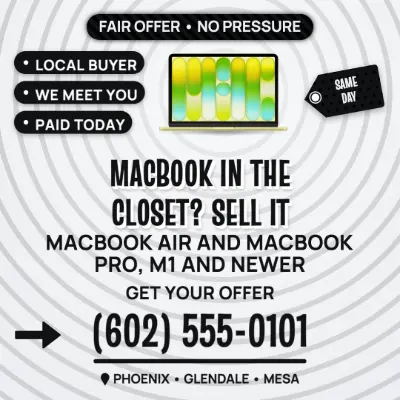 FAIR OFFER • NO PRESSURE
• LOCAL BUYER
• WE MEET YOU
• PAID TODAY
SAME
DAY
MACBOOK IN THE
CLOSET? SELL IT
MACBOOK AIR AND MACBOOK
PRO, M1 AND NEWER
GET YOUR OFFER
(602) 555-0101
PHOENIX • GLENDALE • MESA